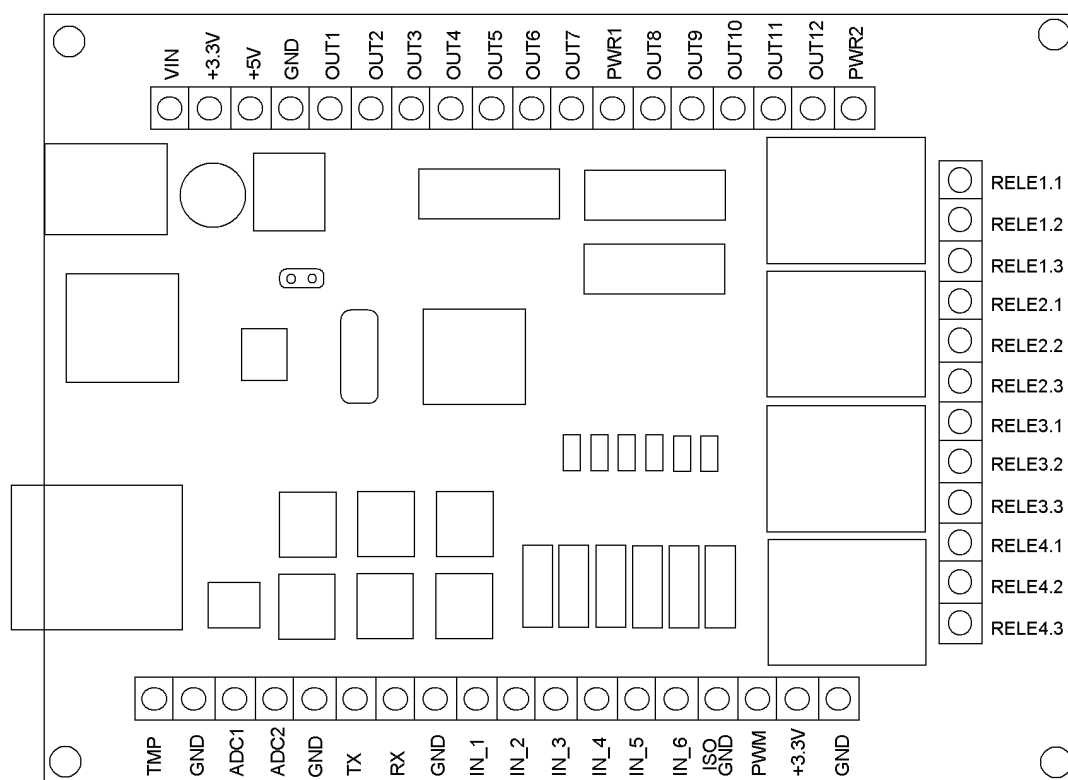 VIN
+3.3V
+5V
GND
OUT1
OUT2
OUT3
OUT4
OUT5
OUT6
OUT7
PWR1
OUT8
OUT9
OUT10
OUT11
OUT12
PWR2
RELE1.1
RELE1.2
RELE1.3
RELE2.1
RELE2.2
RELE2.3
RELE3.1
RELE3.2
RELE3.3
RELE4.1
RELE4.2
RELE4.3
TMP
GND
ADC1
ADC2
GND
TX
RX
GND
IN_1
IN_2
IN_3
IN_4
IN_5
IN_6
ISO
GND
PWM
+3.3V
GND